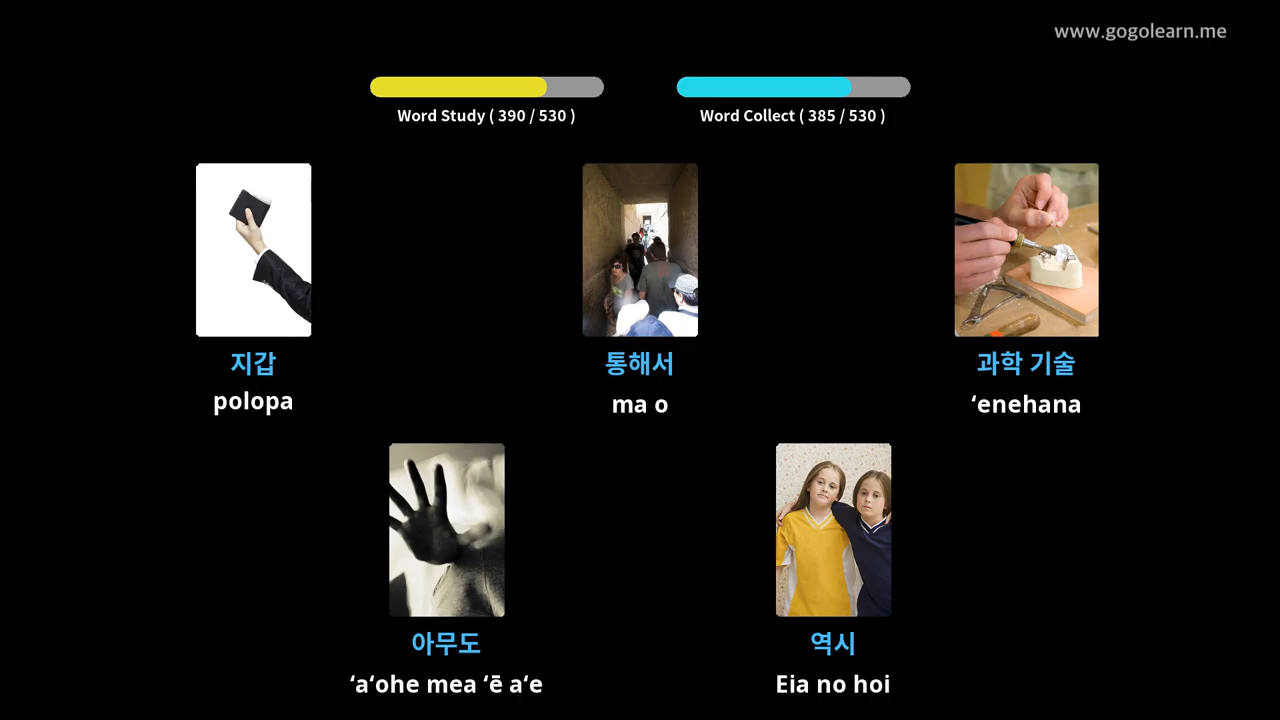 www.gogolearn.me
Word Study ( 390 / 530 )
Word Collect ( 385 / 530 )
지갑
polopa
통해서
ma o
과학 기술
ʻenehana
아무도
ʻaʻohe mea ʻē aʻe
역시
Eia no hoi